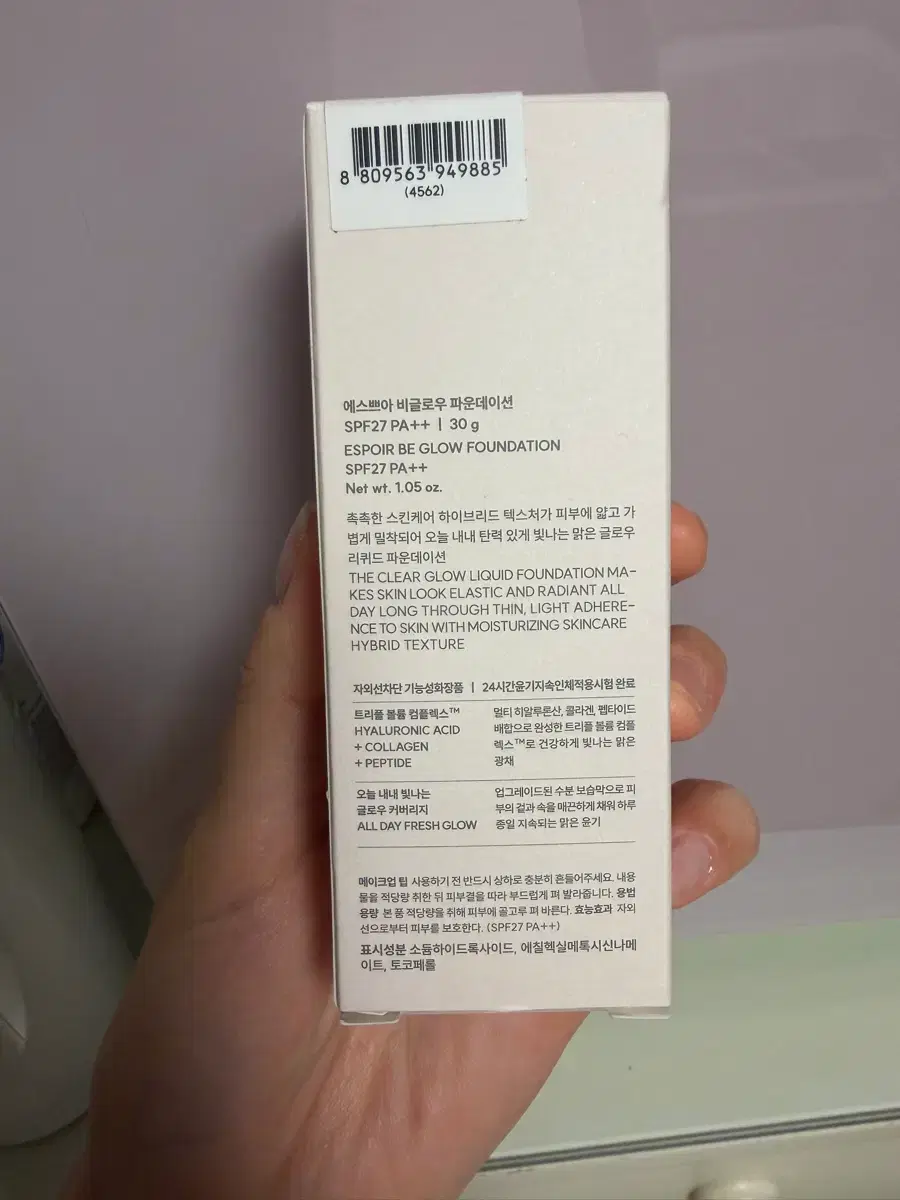 8 809563 949885
(4562)
에스쁘아 비글로우 파운데이션
SPF27 PA++ | 30 g
ESPOIR BE GLOW FOUNDATION
SPF27 PA++
Net wt. 1.05 oz.
촉촉한 스킨케어 하이브리드 텍스처가 피부에 얇고 가
볍게 밀착되어 오늘 내내 탄력 있게 빛나는 맑은 글로우
리퀴드 파운데이션
THE CLEAR GLOW LIQUID FOUNDATION MA-
KES SKIN LOOK ELASTIC AND RADIANT ALL
DAY LONG THROUGH THIN, LIGHT ADHERE-
NCE TO SKIN WITH MOISTURIZING SKINCARE
HYBRID TEXTURE
자외선차단 기능성화장품 | 24시간윤기지속인체적용시험 완료
트리플 볼륨 컴플렉스™
HYALURONIC ACID
+ COLLAGEN
+ PEPTIDE
멀티 히알루론산, 콜라겐, 펩타이드
배합으로 완성한 트리플 볼륨 컴플
렉스™로 건강하게 빛나는 맑은
광채
오늘 내내 빛나는
글로우 커버리지
ALL DAY FRESH GLOW
업그레이드된 수분 보습막으로 피
부의 겉과 속을 매끈하게 채워 하루
종일 지속되는 맑은 윤기
메이크업 팁 사용하기 전 반드시 상하로 충분히 흔들어주세요. 내용
물을 적당량 취한 뒤 피부결을 따라 부드럽게 펴 발라줍니다. 용법
용량 본 품 적당량을 취해 피부에 골고루 펴 바른다. 효능효과 자외
선으로부터 피부를 보호한다. (SPF27 PA++)
표시성분 소듐하이드록사이드, 에칠헥실메톡시신나메
이트, 토코페롤